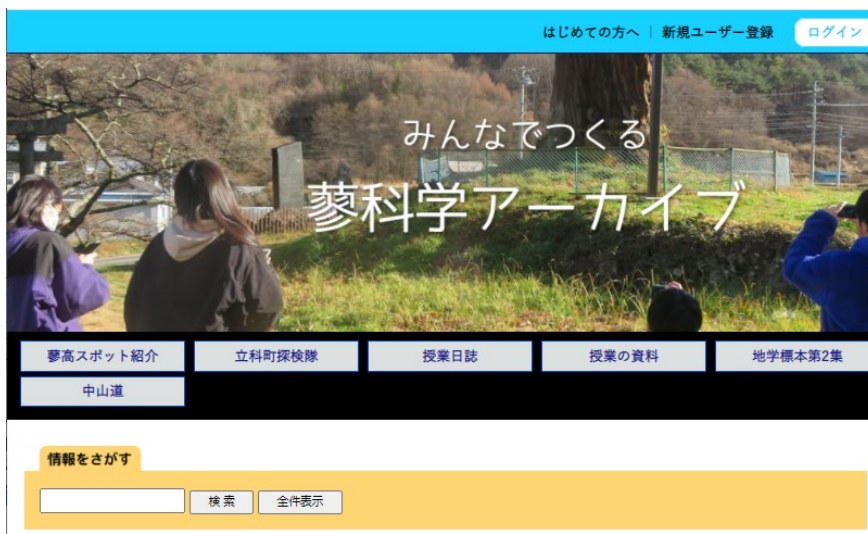 はじめての方へ | 新規ユーザー登録 ログイン
みんなでつくる
蓼科学アーカイブ
蓼高スポット紹介 立科町探検隊 授業日誌 授業の資料 地学標本第2集
中山道
情報をさがす
検索 全件表示